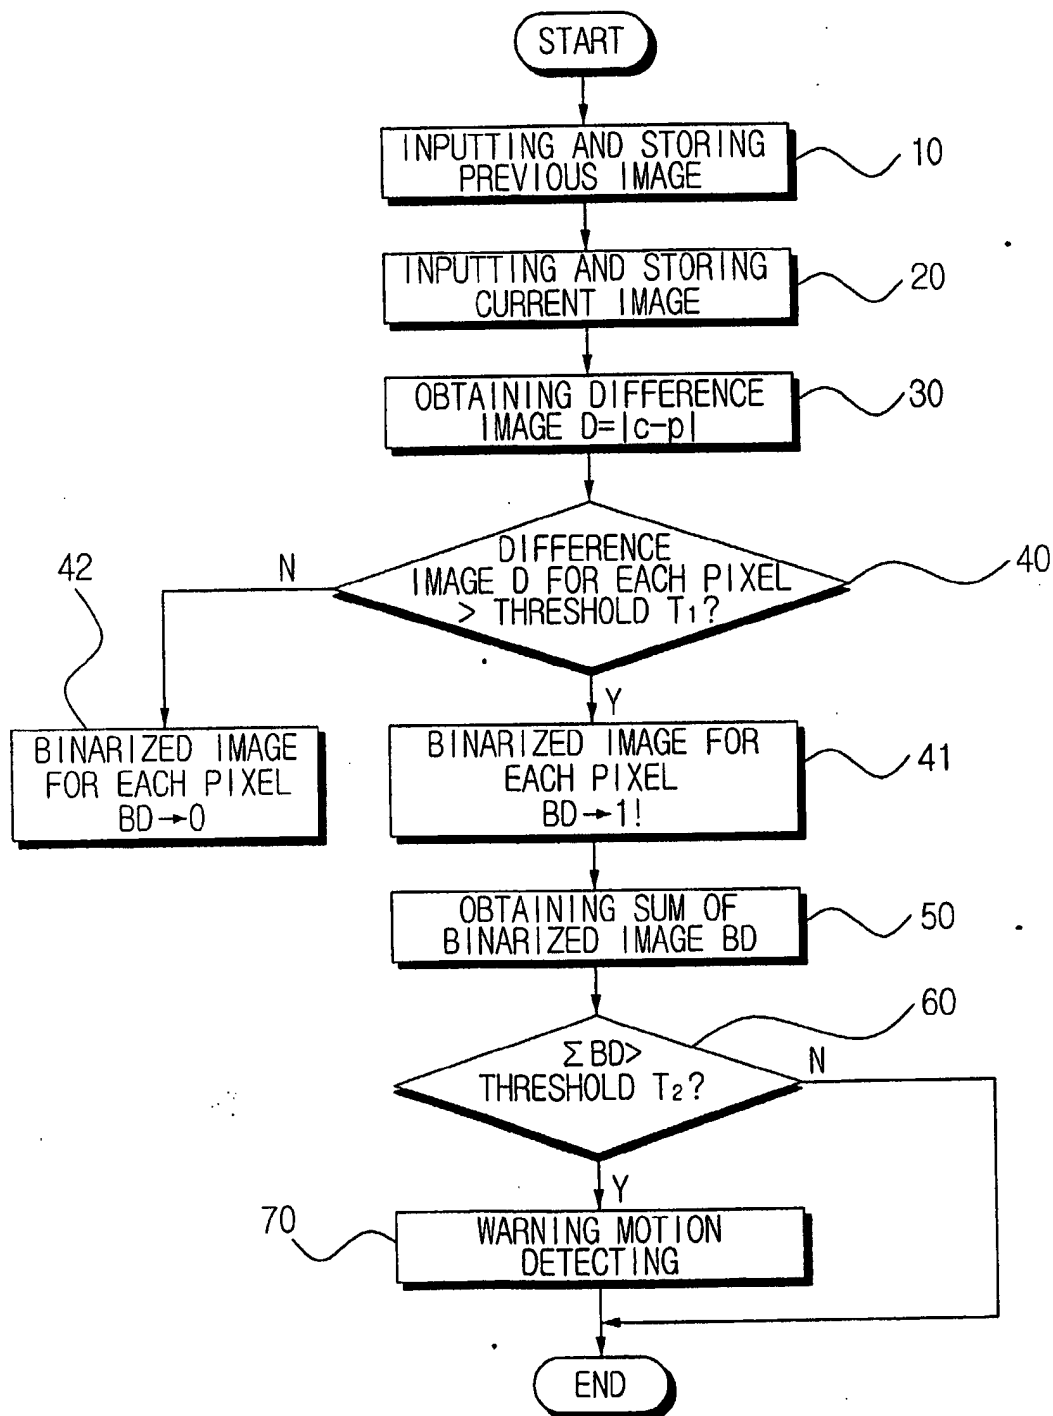 START
INPUTTING AND STORING
PREVIOUS IMAGE
10
INPUTTING AND STORING
CURRENT IMAGE
20
OBTAINING DIFFERENCE
IMAGE D=|c-p|
30
DIFFERENCE
IMAGE D FOR EACH PIXEL
> THRESHOLD T1?
40
N
42
Y
BINARIZED IMAGE
FOR EACH PIXEL
BD→0
BINARIZED IMAGE FOR
EACH PIXEL
BD→1!
41
OBTAINING SUM OF
BINARIZED IMAGE BD
50
ΣBD>
THRESHOLD T2?
60
N
Y
70
WARNING MOTION
DETECTING
END